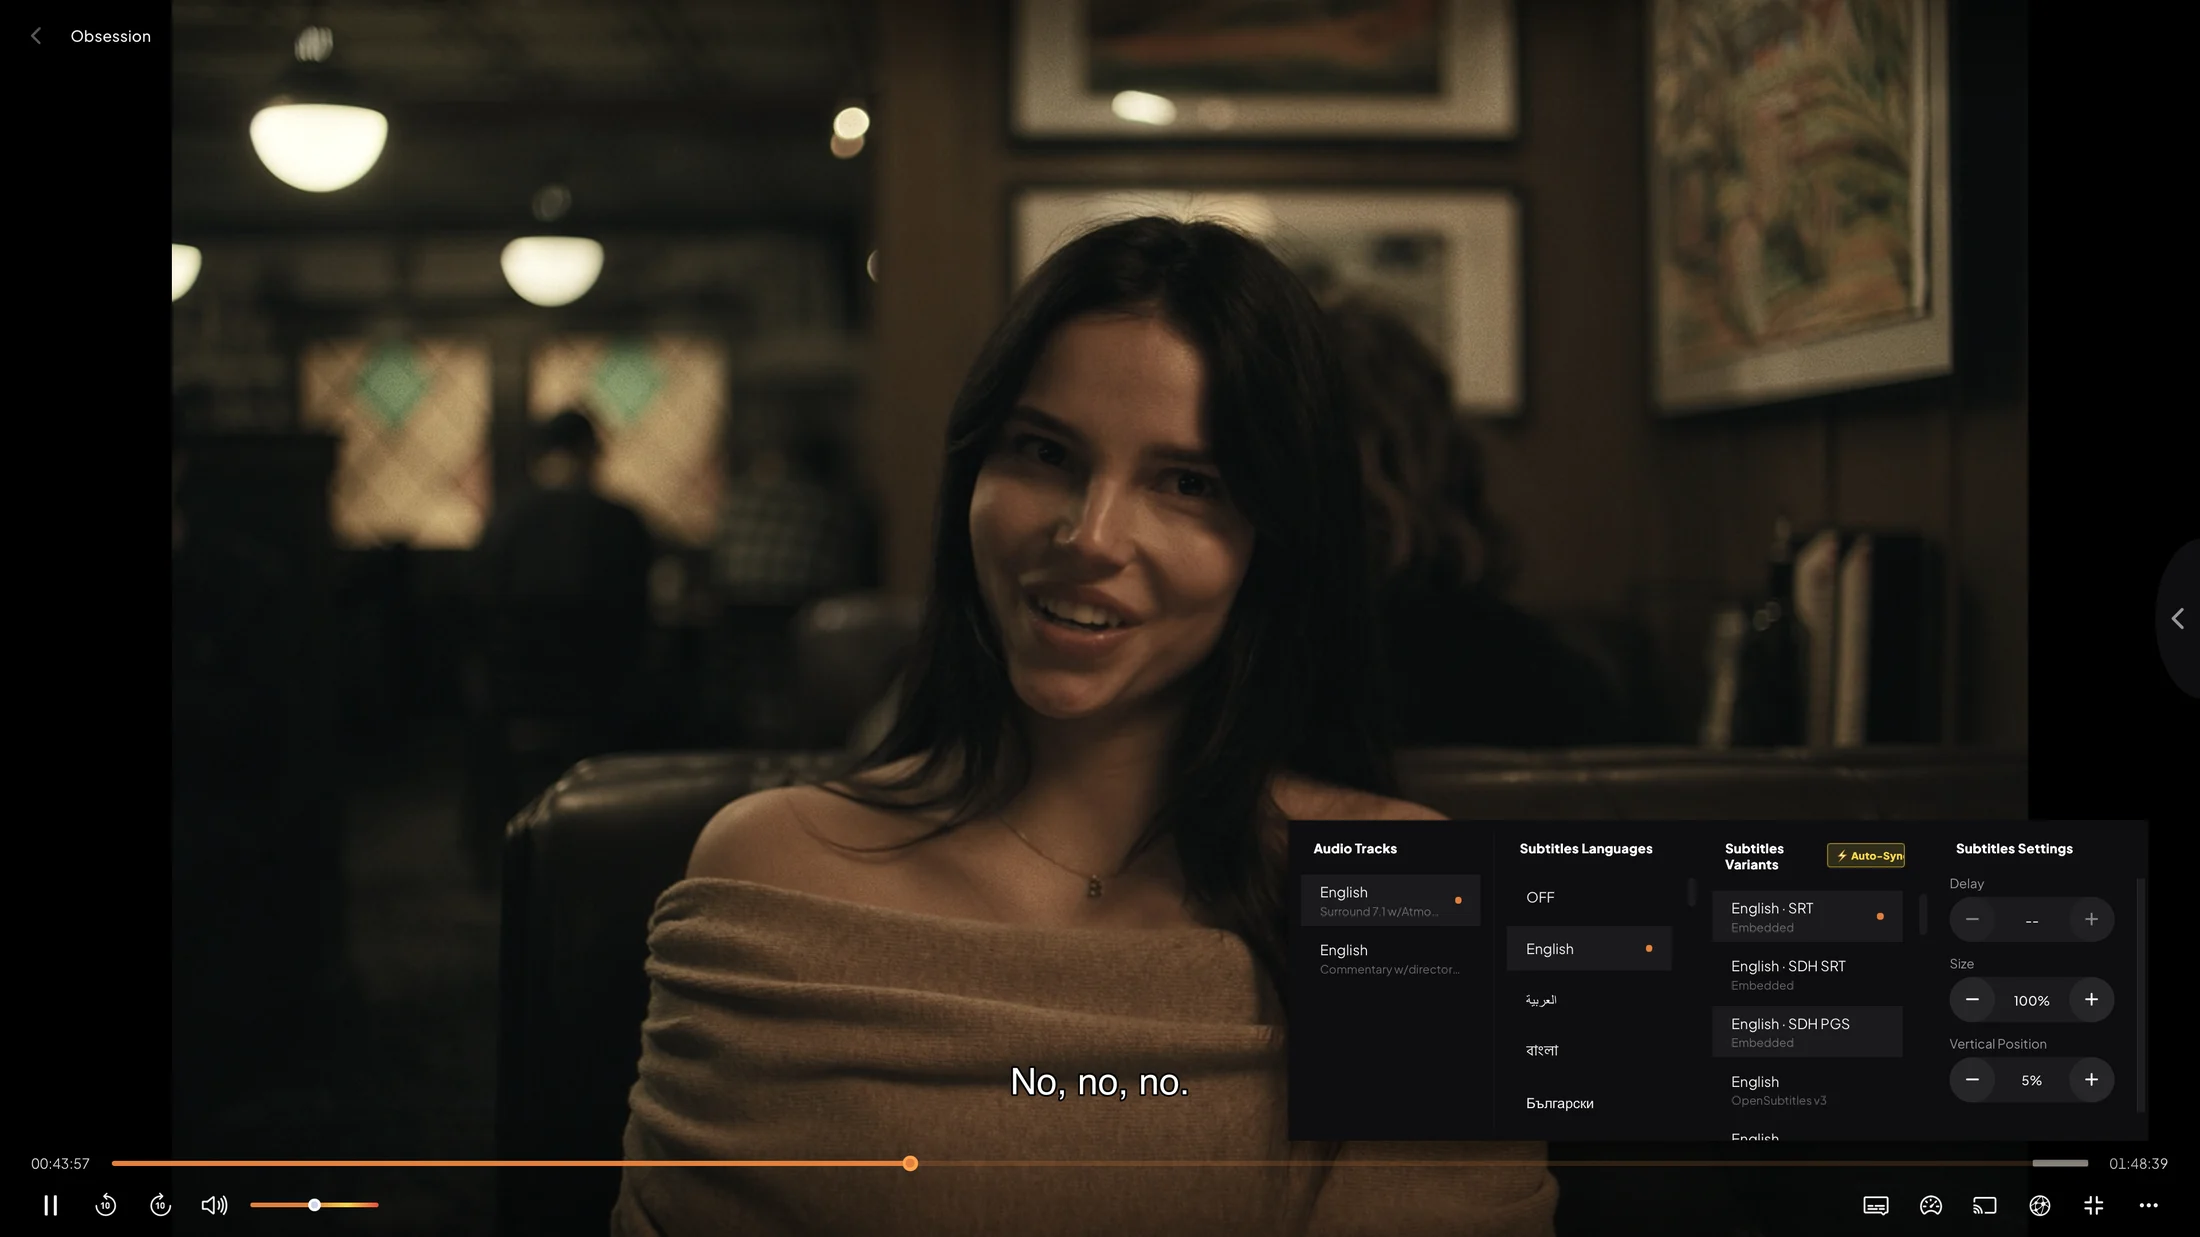 Obsession
Audio Tracks
English
Surround 7.1 w/Atmo...
English
Commentary w/director...
Subtitles Languages
OFF
English
العربية
বাংলা
Български
Subtitles
Variants
Auto-Syn
English · SRT
Embedded
English · SDH SRT
Embedded
English · SDH PGS
Embedded
English
OpenSubtitles v3
English
Subtitles Settings
Delay
--
Size
100%
Vertical Position
5%
No, no, no.
00:43:57
01:48:39
10
10